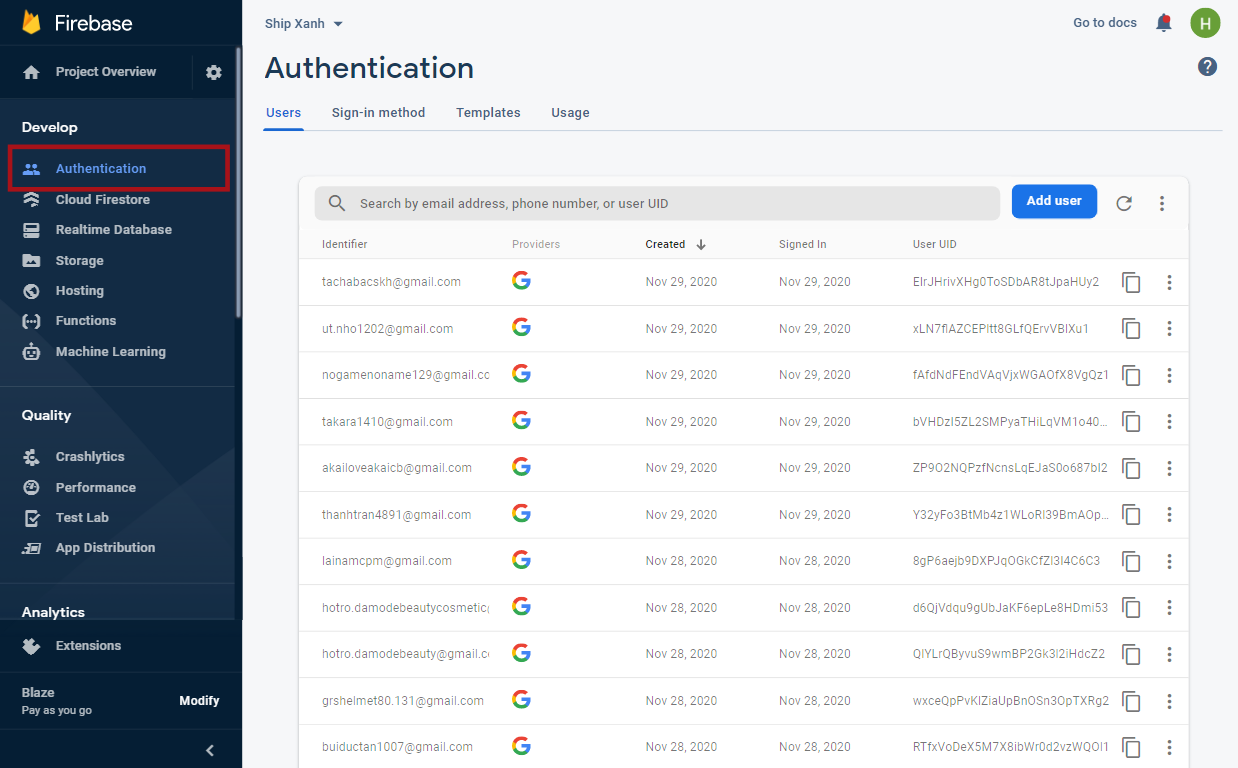 Firebase
Project Overview
Develop
Authentication
Cloud Firestore
Realtime Database
Storage
Hosting
Functions
Machine Learning
Quality
Crashlytics
Performance
Test Lab
App Distribution
Analytics
Extensions
Blaze
Pay as you go
Modify
Ship Xanh
Go to docs
H
Authentication
Users Sign-in method Templates Usage
Search by email address, phone number, or user UID
Add user
Identifier Providers Created Signed In User UID
tachabacskh@gmail.com Nov 29, 2020 Nov 29, 2020 EIrJHrivXHg0ToSDbAR8tJpaHUy2
ut.nho1202@gmail.com Nov 29, 2020 Nov 29, 2020 xLN7flAZCEPItt8GLfQErvVBIXu1
nogamenoname129@gmail.cc Nov 29, 2020 Nov 29, 2020 fAfdNdFEndVAqVjxWGAOfX8VgQz1
takara1410@gmail.com Nov 29, 2020 Nov 29, 2020 bVHDzI5ZL2SMPyaTHiLqVM1o40...
akailoveakaicb@gmail.com Nov 29, 2020 Nov 29, 2020 ZP9O2NQPzfNcnsLqEJaS0o687bI2
thanhtran4891@gmail.com Nov 29, 2020 Nov 29, 2020 Y32yFo3BtMb4z1WLoRl39BmAOp...
lainamcpm@gmail.com Nov 28, 2020 Nov 28, 2020 8gP6aejb9DXPJqOGkCfZl3I4C6C3
hotro.damodebeautycosmetic Nov 28, 2020 Nov 28, 2020 d6QjVdqu9gUbJaKF6epLe8HDmi53
hotro.damodebeauty@gmail.c Nov 28, 2020 Nov 28, 2020 QIYLrQByvuS9wmBP2Gk3l2iHdcZ2
grshelmet80.131@gmail.com Nov 28, 2020 Nov 28, 2020 wxceQpPvKlZiaUpBnOSn3OpTXRg2
buiductan1007@gmail.com Nov 28, 2020 Nov 28, 2020 RTfxVoDeX5M7X8ibWr0d2vzWQOI1